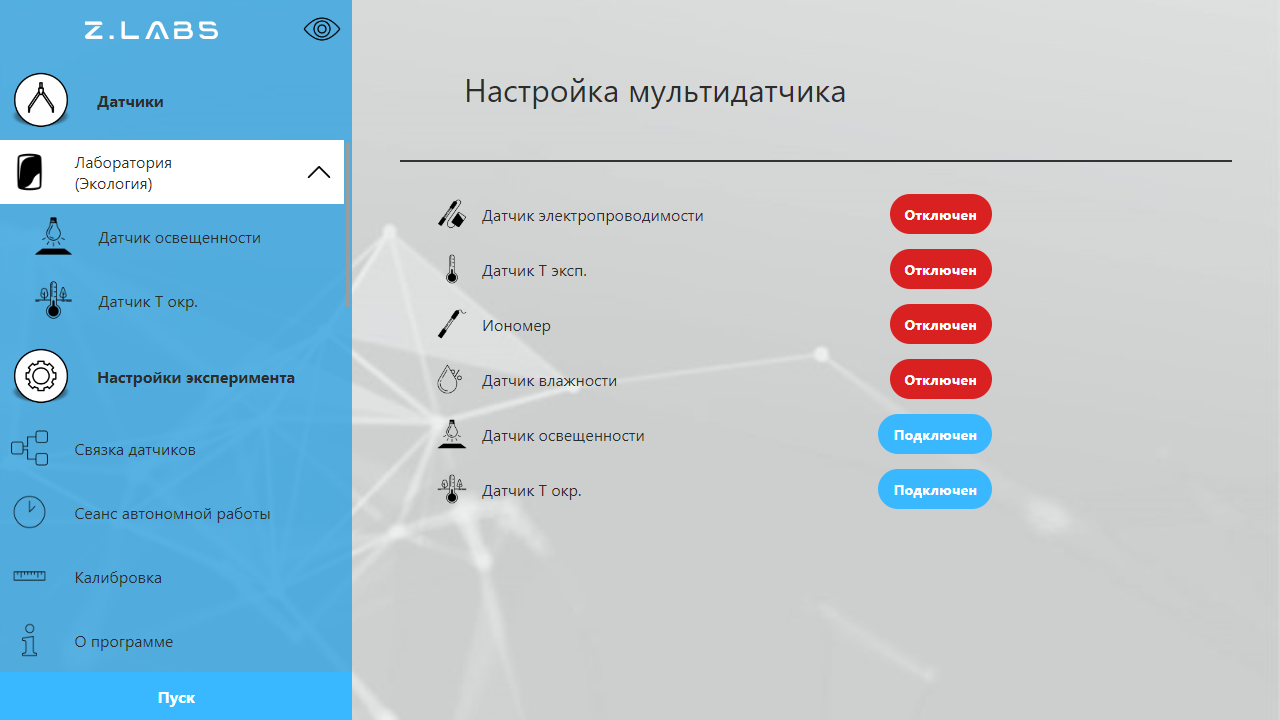 Z.LABS
Датчики
Лаборатория
(Экология)
Датчик освещенности
Датчик Т окр.
Настройки эксперимента
Связка датчиков
Сеанс автономной работы
Калибровка
О программе
Пуск
Настройка мультидатчика
Датчик электропроводимости Отключен
Датчик Т эксп. Отключен
Иономер Отключен
Датчик влажности Отключен
Датчик освещенности Подключен
Датчик Т окр. Подключен